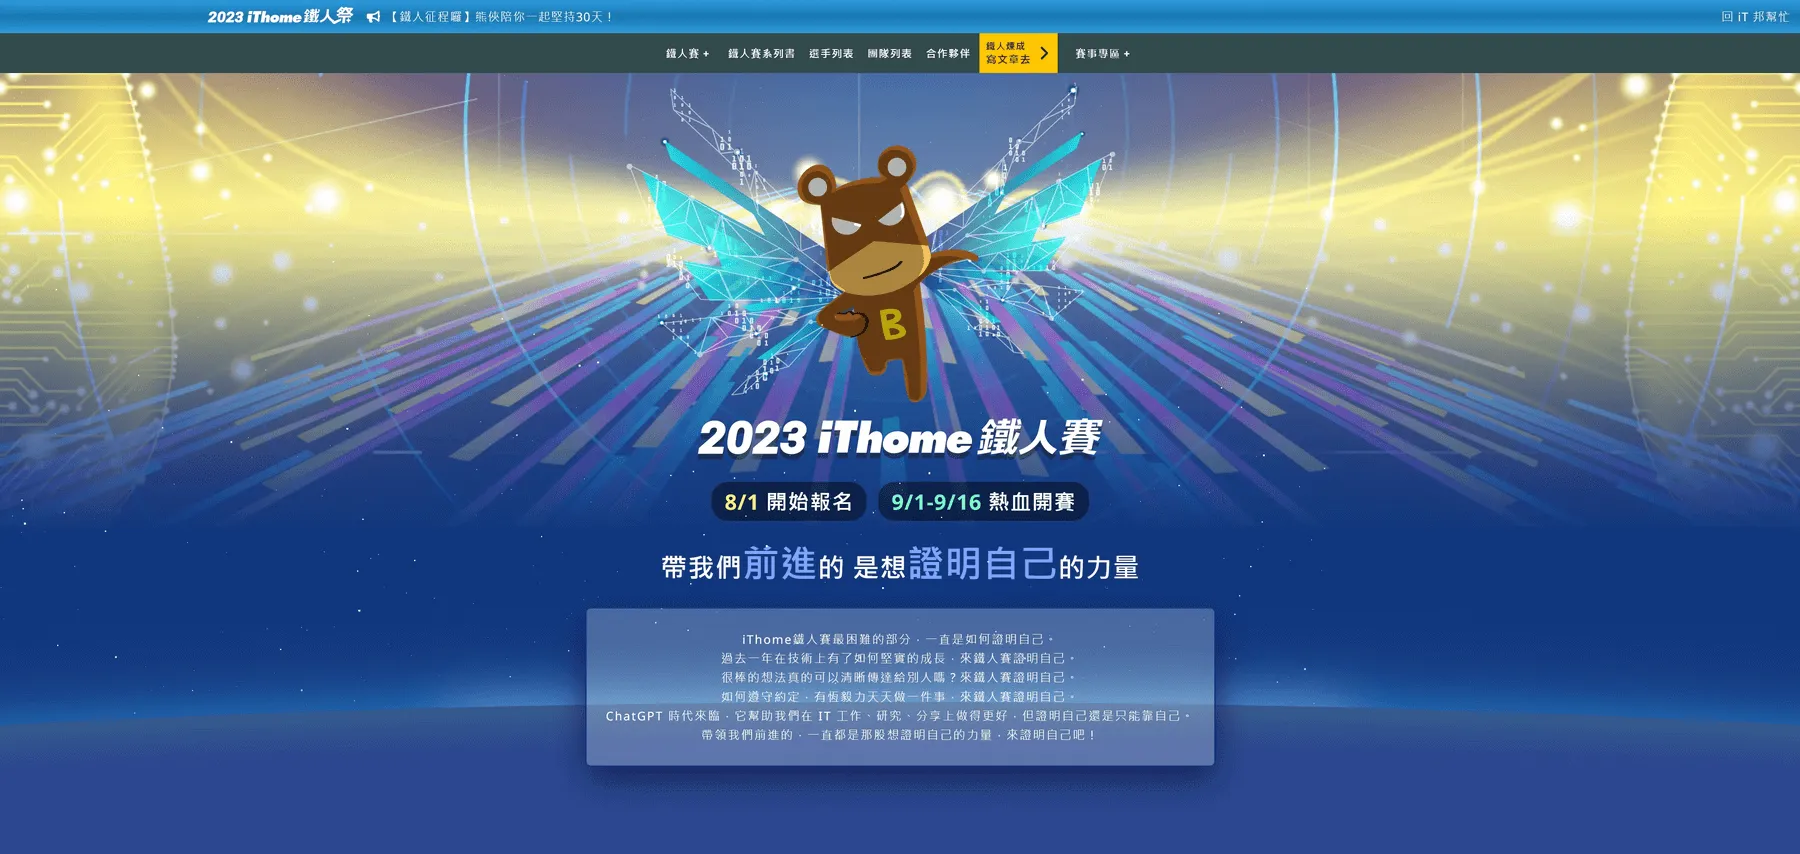 2023 iThome鐵人祭 【鐵人征程囉】熊俠陪你一起堅持30天！ 回 iT 邦幫忙
鐵人賽 + 鐵人賽系列書 選手列表 團隊列表 合作夥伴 鐵人煉成 賽事專區 +
寫文章去
B
2023 iThome鐵人賽
8/1 開始報名 9/1-9/16 熱血開賽
帶我們前進的 是想證明自己的力量
iThome鐵人賽最困難的部分，一直是如何證明自己。
過去一年在技術上有了如何堅實的成長，來鐵人賽證明自己。
很棒的想法真的可以清晰傳達給別人嗎？來鐵人賽證明自己。
如何遵守約定，有恆毅力天天做一件事，來鐵人賽證明自己。
ChatGPT 時代來臨，它幫助我們在 IT 工作、研究、分享上做得更好，但證明自己還是只能靠自己。
帶領我們前進的，一直都是那股想證明自己的力量，來證明自己吧！